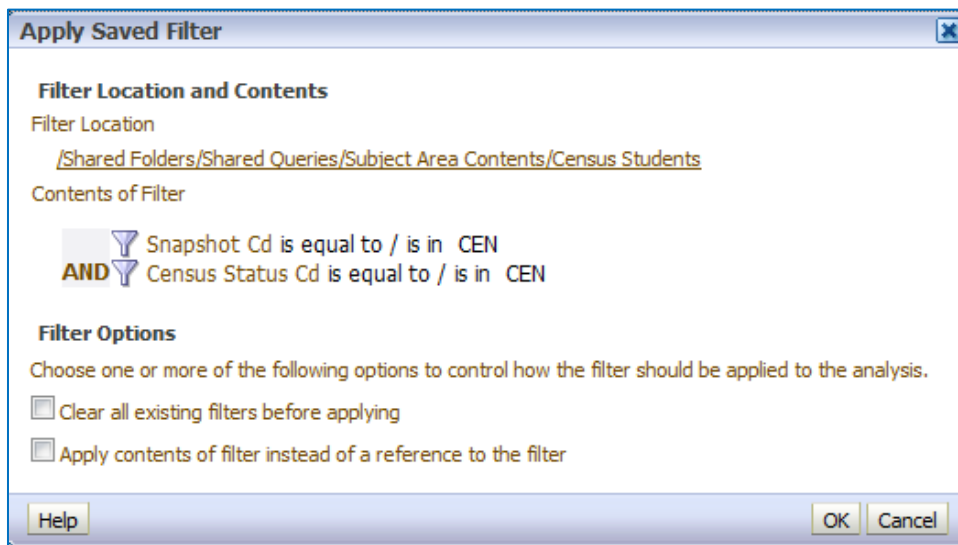 Apply Saved Filter
Filter Location and Contents
Filter Location
/Shared Folders/Shared Queries/Subject Area Contents/Census Students
Contents of Filter
Snapshot Cd is equal to / is in CEN
AND Census Status Cd is equal to / is in CEN
Filter Options
Choose one or more of the following options to control how the filter should be applied to the analysis.
Clear all existing filters before applying
Apply contents of filter instead of a reference to the filter
Help OK Cancel